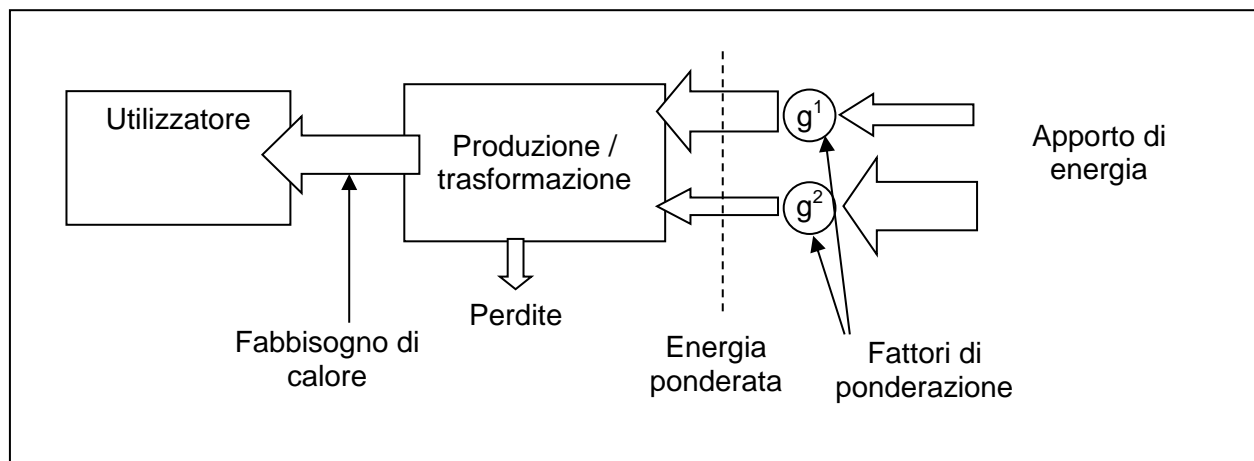 Utilizzatore
Produzione /
trasformazione
g¹
g²
Apporto di
energia
Perdite
Fabbisogno di
calore
Energia
ponderata
Fattori di
ponderazione